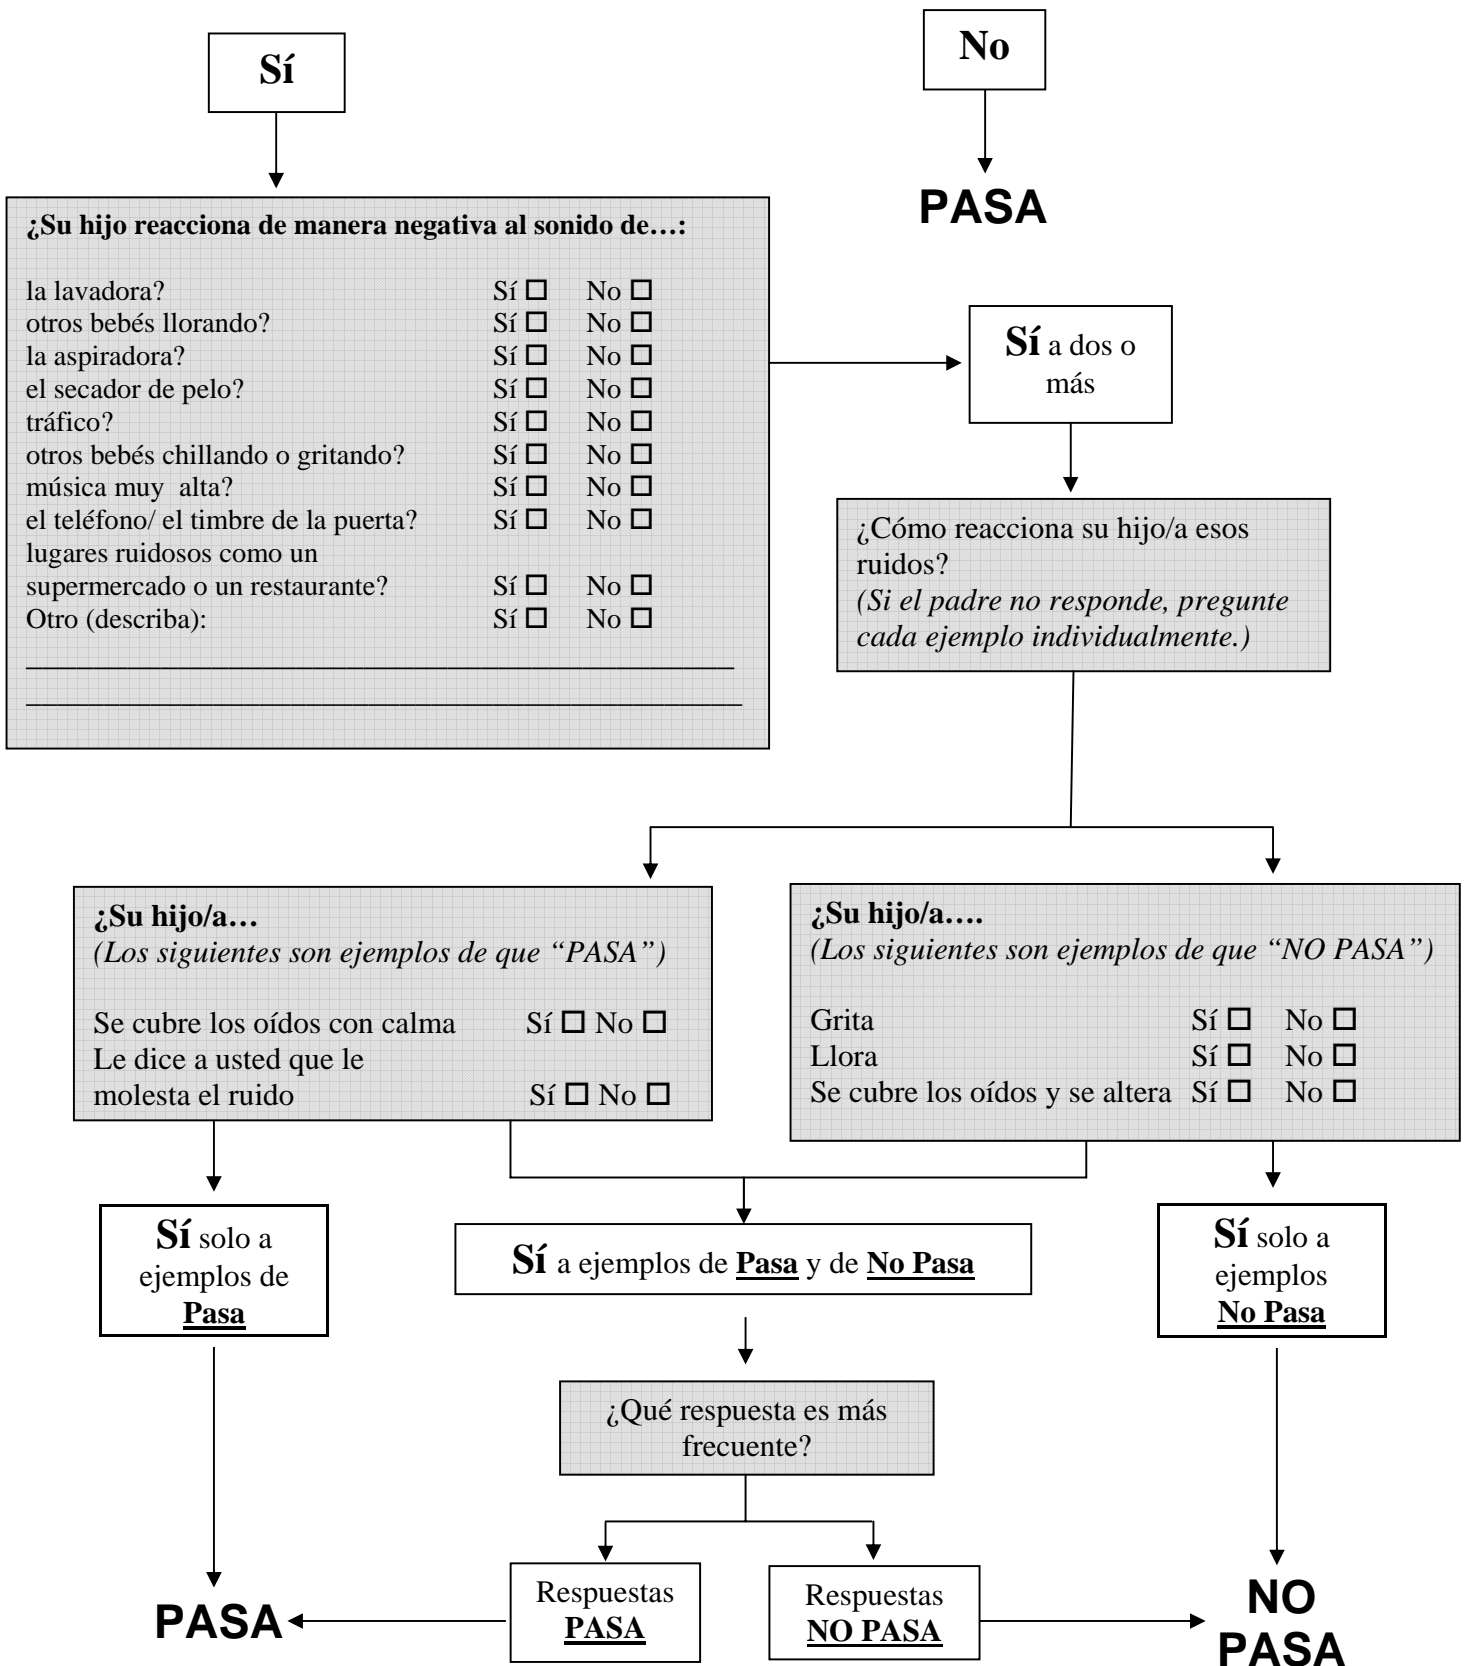 Sí
No
PASA
¿Su hijo reacciona de manera negativa al sonido de…:
la lavadora? Sí ☐ No ☐
otros bebés llorando? Sí ☐ No ☐
la aspiradora? Sí ☐ No ☐
el secador de pelo? Sí ☐ No ☐
tráfico? Sí ☐ No ☐
otros bebés chillando o gritando? Sí ☐ No ☐
música muy alta? Sí ☐ No ☐
el teléfono/ el timbre de la puerta? Sí ☐ No ☐
lugares ruidosos como un
supermercado o un restaurante? Sí ☐ No ☐
Otro (describa): Sí ☐ No ☐
Sí a dos o
más
¿Cómo reacciona su hijo/a esos
ruidos?
(Si el padre no responde, pregunte
cada ejemplo individualmente.)
¿Su hijo/a…
(Los siguientes son ejemplos de que “PASA”)
Se cubre los oídos con calma Sí ☐ No ☐
Le dice a usted que le
molesta el ruido Sí ☐ No ☐
¿Su hijo/a….
(Los siguientes son ejemplos de que “NO PASA”)
Grita Sí ☐ No ☐
Llora Sí ☐ No ☐
Se cubre los oídos y se altera Sí ☐ No ☐
Sí solo a
ejemplos de
Pasa
Sí a ejemplos de Pasa y de No Pasa
Sí solo a
ejemplos
No Pasa
¿Qué respuesta es más
frecuente?
Respuestas
PASA
Respuestas
NO PASA
PASA
NO
PASA